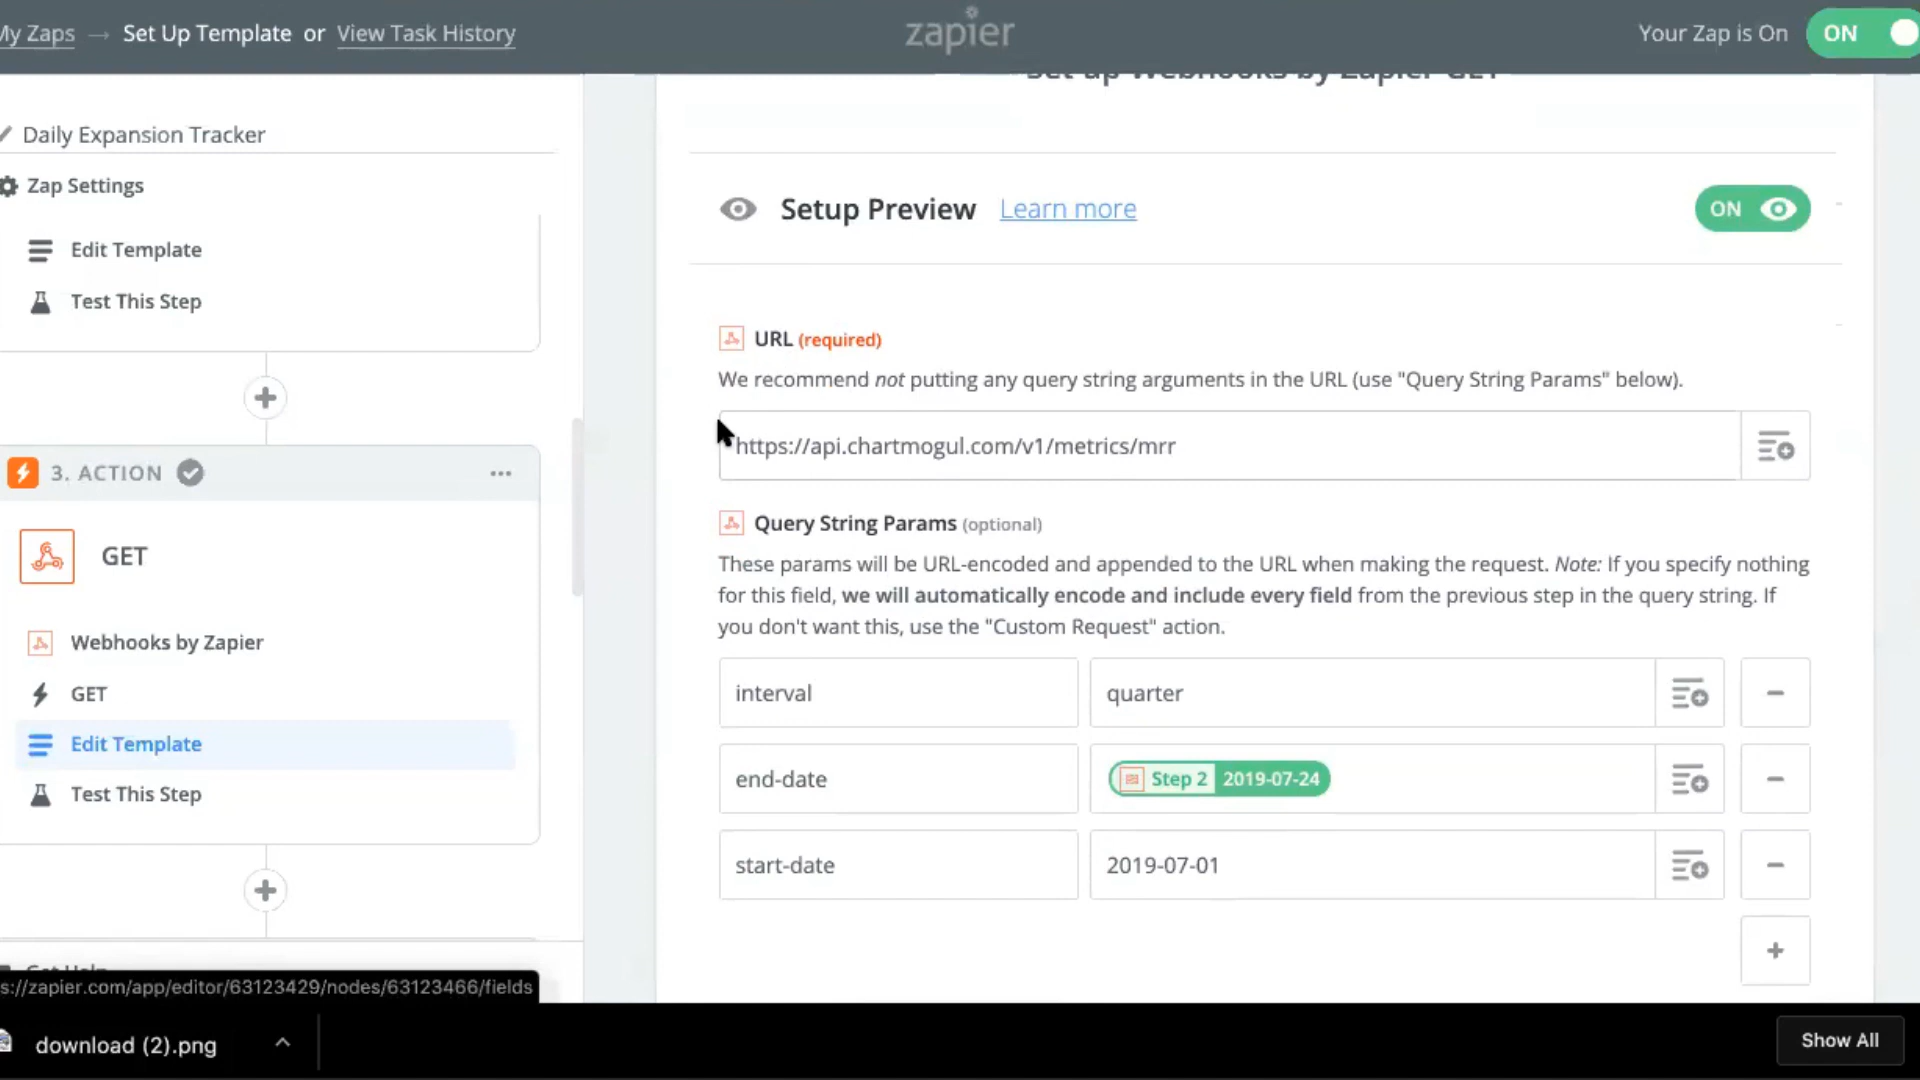 My Zaps → Set Up Template or View Task History
zapier
Your Zap is On ON
Daily Expansion Tracker
Zap Settings
Edit Template
Test This Step
3. ACTION
GET
Webhooks by Zapier
GET
Edit Template
Test This Step
Get Help
s://zapier.com/app/editor/63123429/nodes/63123466/fields
Set up Webhooks by Zapier GET
Setup Preview Learn more ON
URL (required)
We recommend not putting any query string arguments in the URL (use "Query String Params" below).
https://api.chartmogul.com/v1/metrics/mrr
Query String Params (optional)
These params will be URL-encoded and appended to the URL when making the request. Note: If you specify nothing
for this field, we will automatically encode and include every field from the previous step in the query string. If
you don't want this, use the "Custom Request" action.
interval quarter
end-date Step 2 2019-07-24
start-date 2019-07-01
download (2).png
Show All